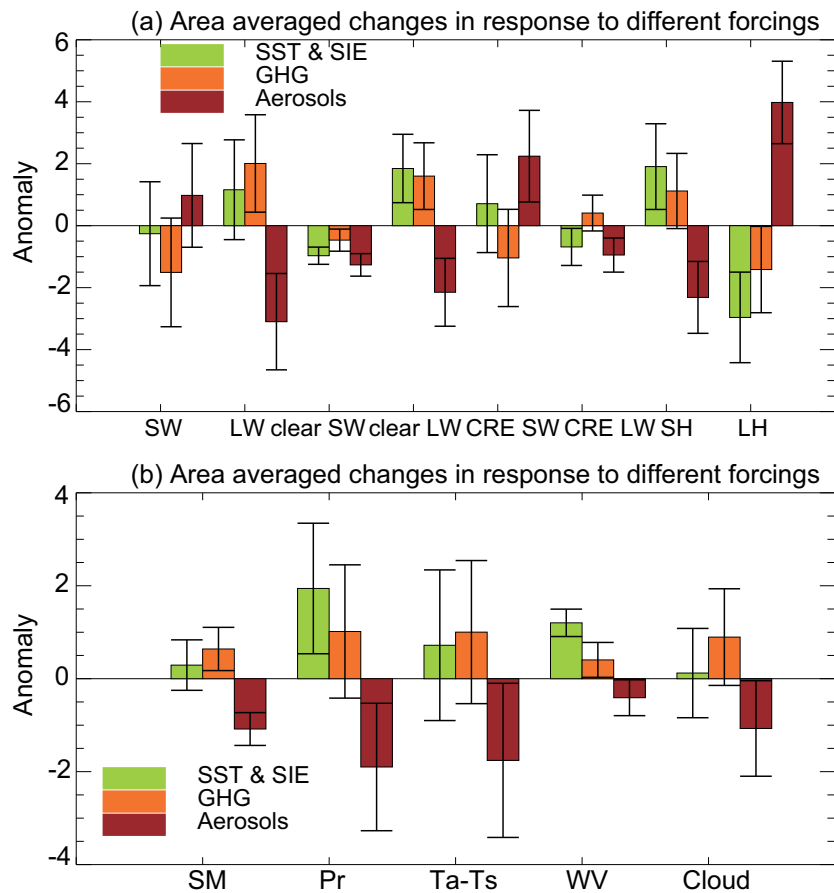 (a) Area averaged changes in response to different forcings
6
4
2
0
-2
-4
-6
Anomaly
SST & SIE
GHG
Aerosols
SW LW clear SW clear LW CRE SW CRE LW SH LH
(b) Area averaged changes in response to different forcings
4
2
0
-2
-4
Anomaly
SST & SIE
GHG
Aerosols
SM Pr Ta-Ts WV Cloud